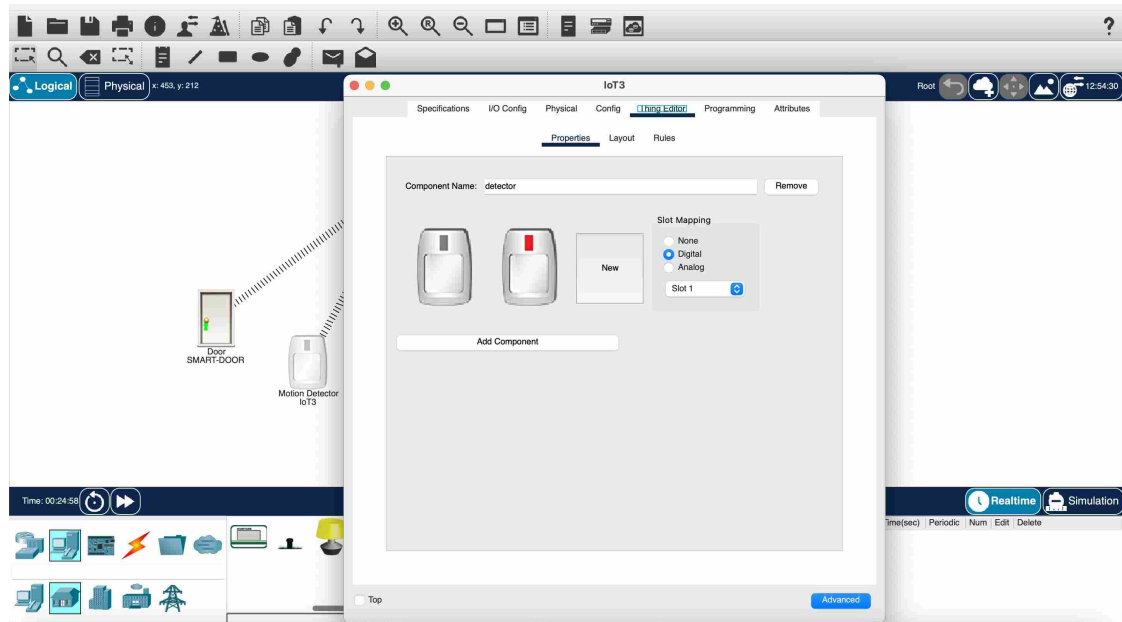 ?
Logical
Physical
x: 453, y: 212
IoT3
Root
12:54:30
Specifications
I/O Config
Physical
Config
Thing Editor
Programming
Attributes
Properties
Layout
Rules
Component Name:
detector
Remove
Slot Mapping
None
Digital
Analog
New
Slot 1
Add Component
Door
SMART-DOOR
Motion Detector
IoT3
Time: 00:24:58
Realtime
Simulation
Time(sec)
Periodic
Num
Edit
Delete
Top
Advanced